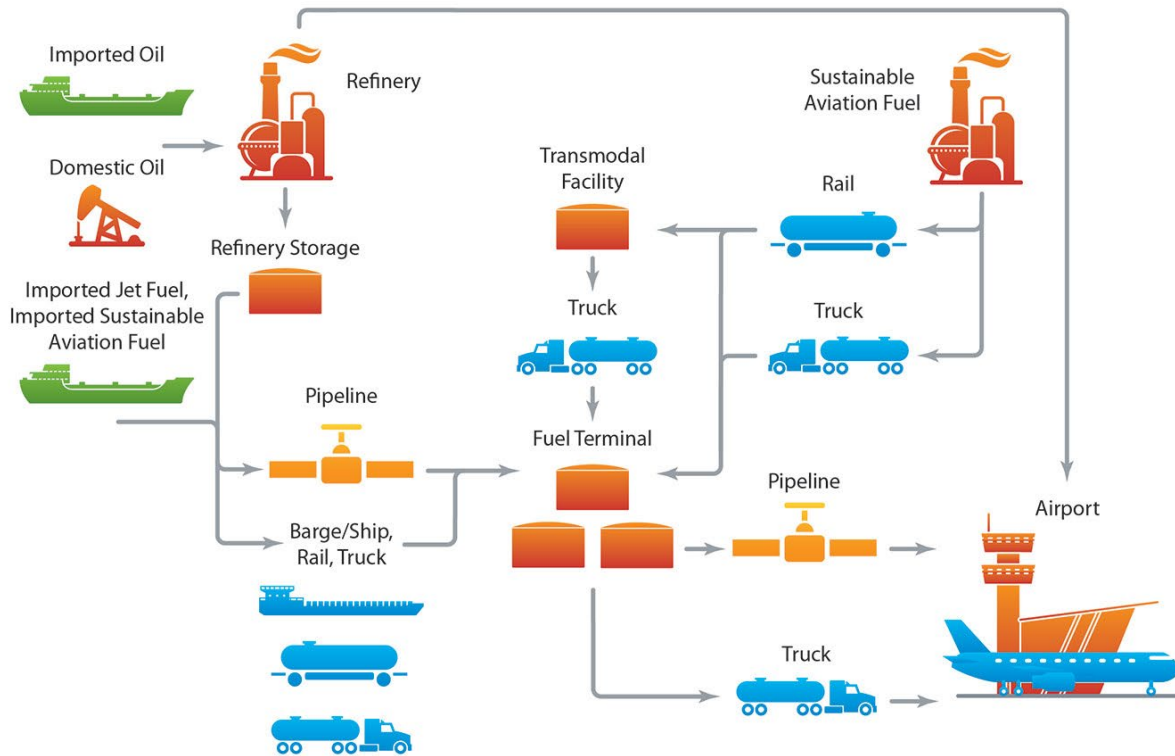 Imported Oil
Refinery
Sustainable
Aviation Fuel
Domestic Oil
Transmodal
Facility
Rail
Refinery Storage
Imported Jet Fuel,
Imported Sustainable
Aviation Fuel
Truck
Truck
Pipeline
Fuel Terminal
Pipeline
Airport
Barge/Ship,
Rail, Truck
Truck